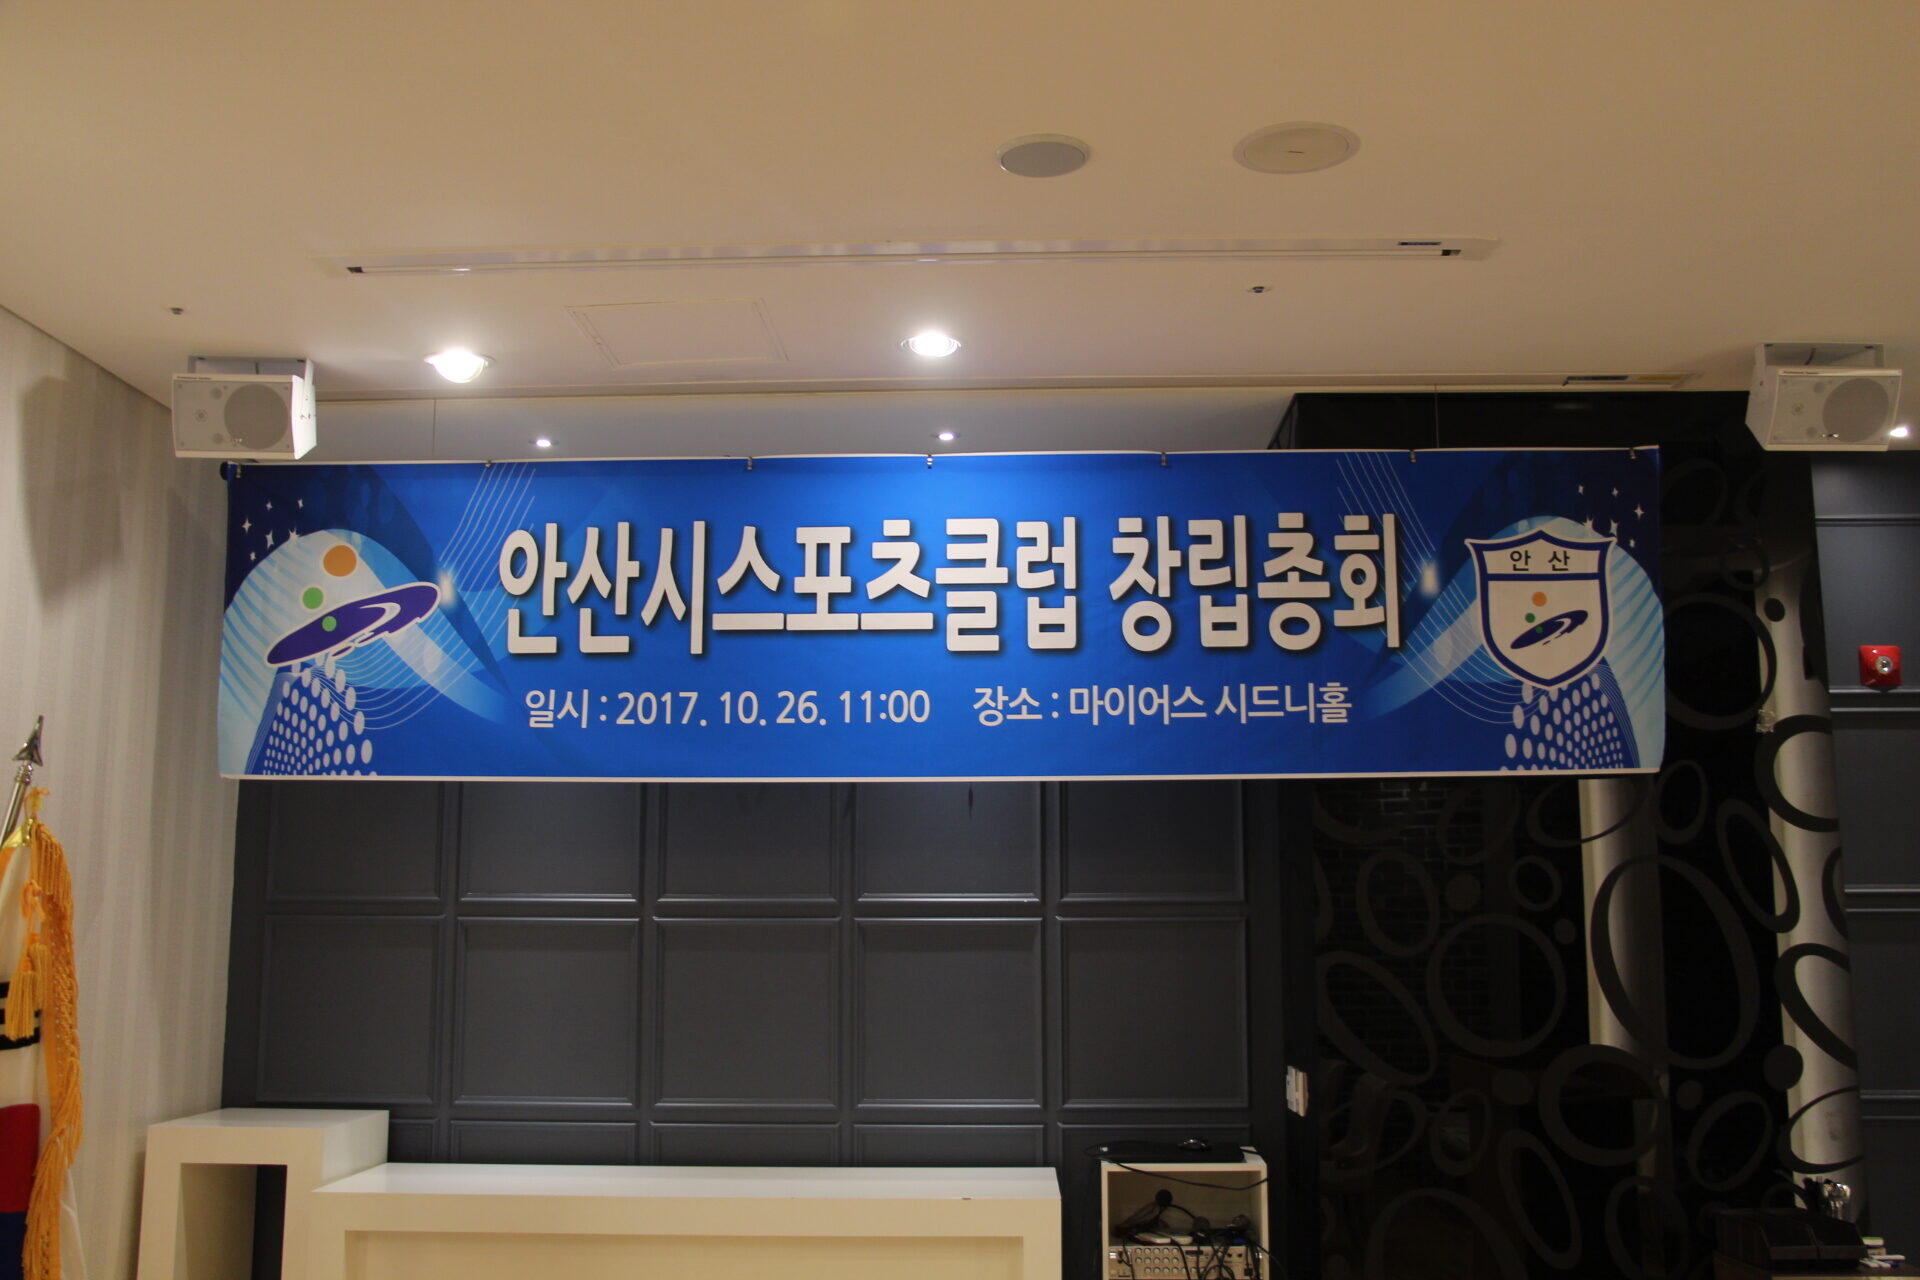 안산시스포츠클럽 창립총회
안 산
일시 : 2017. 10. 26. 11:00 장소 : 마이어스 시드니홀